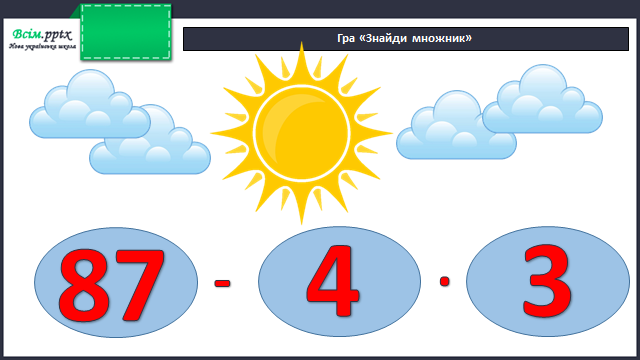 Всім.pptx
Нова українська школа
Гра «Знайди множник»
87 - 4 · 3